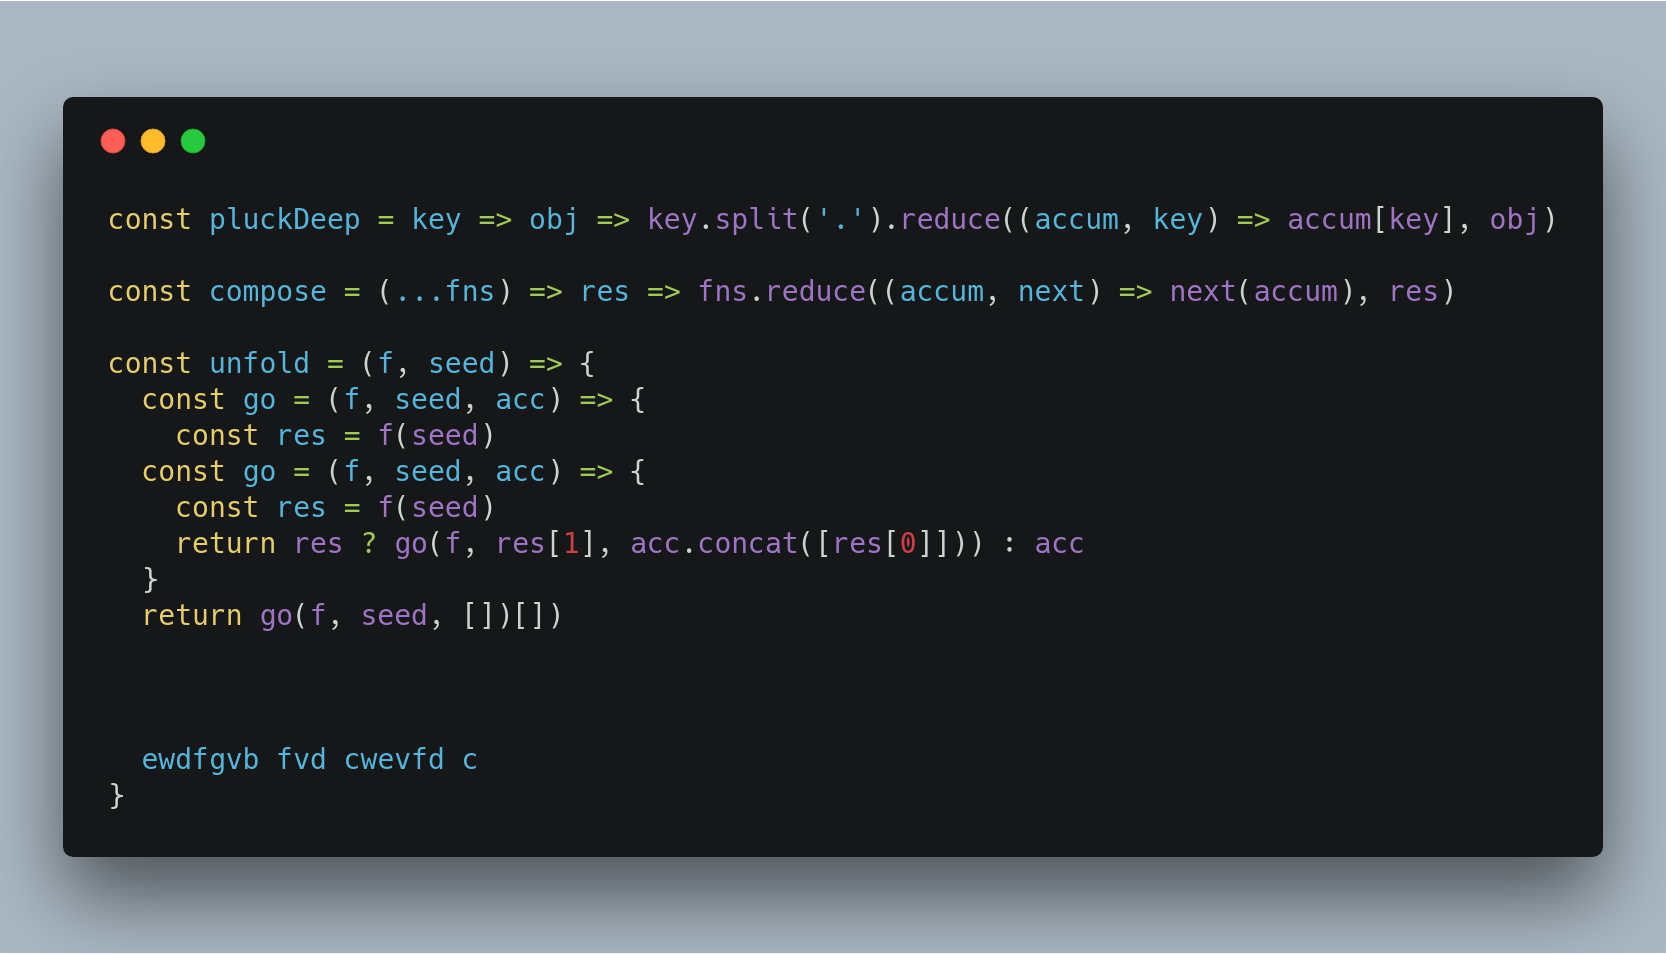 const pluckDeep = key => obj => key.split('.').reduce((accum, key) => accum[key], obj)
const compose = (...fns) => res => fns.reduce((accum, next) => next(accum), res)
const unfold = (f, seed) => {
  const go = (f, seed, acc) => {
    const res = f(seed)
  const go = (f, seed, acc) => {
    const res = f(seed)
    return res ? go(f, res[1], acc.concat([res[0]])) : acc
  }
  return go(f, seed, [])[])
  ewdfgvb fvd cwevfd c
}